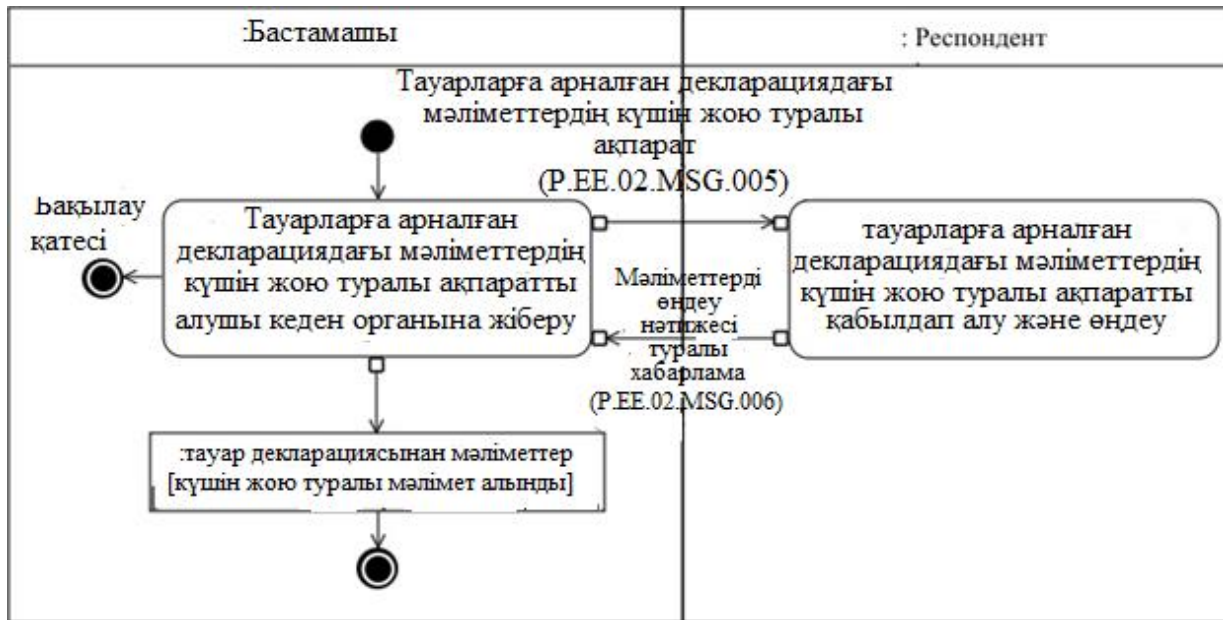 :Бастамашы
: Респондент
Тауарларға арналған декларациядағы
мәліметтердің күшін жою туралы
ақпарат
(P.EE.02.MSG.005)
Бақылау
қатесі
Тауарларға арналған
декларациядағы мәліметтердің
күшін жою туралы ақпаратты
алушы кеден органына жіберу
Мәліметтерді
өңдеу
нәтижесі
туралы
хабарлама
(P.EE.02.MSG.006)
тауарларға арналған
декларациядағы мәліметтердің
күшін жою туралы ақпаратты
қабылдап алу және өңдеу
:тауар декларациясынан мәліметтер
[күшін жою туралы мәлімет алынды]